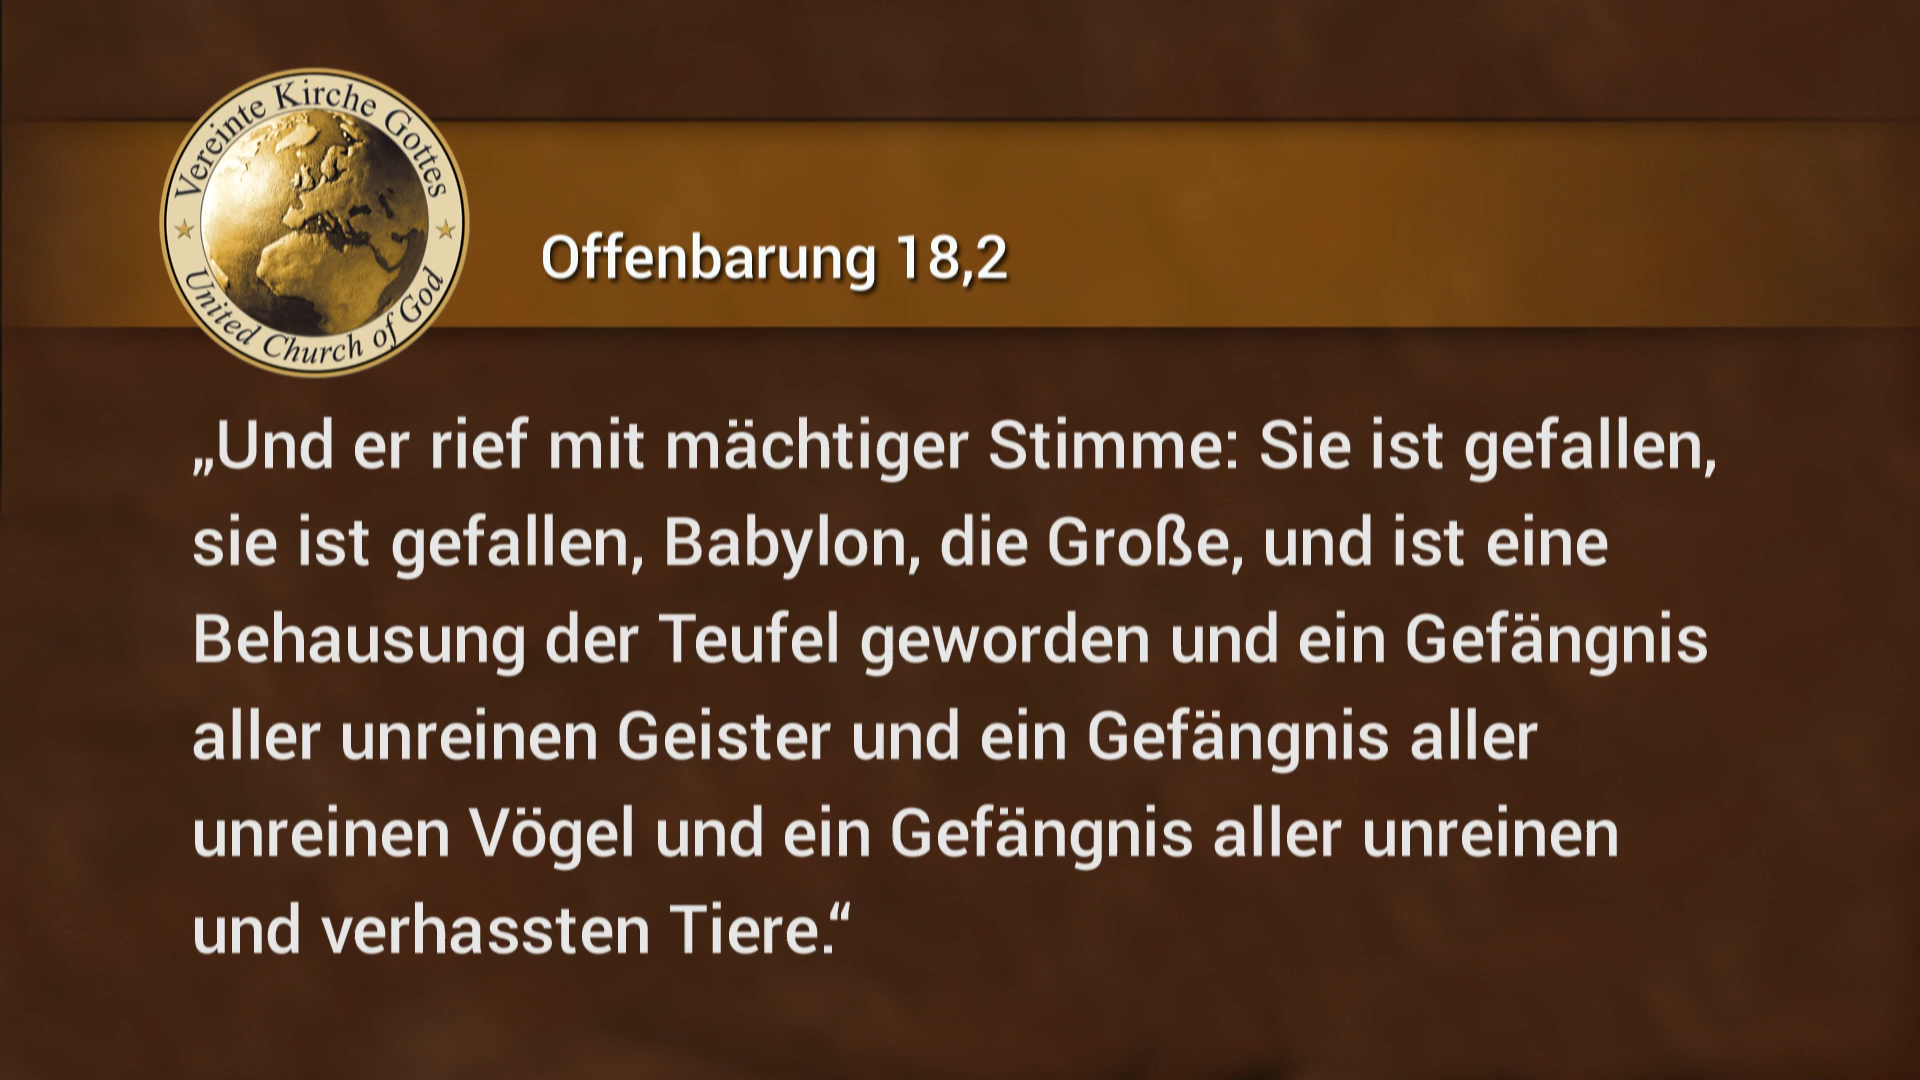 Vereinte Kirche Gottes
United Church of God
Offenbarung 18,2
„Und er rief mit mächtiger Stimme: Sie ist gefallen,
sie ist gefallen, Babylon, die Große, und ist eine
Behausung der Teufel geworden und ein Gefängnis
aller unreinen Geister und ein Gefängnis aller
unreinen Vögel und ein Gefängnis aller unreinen
und verhassten Tiere.“